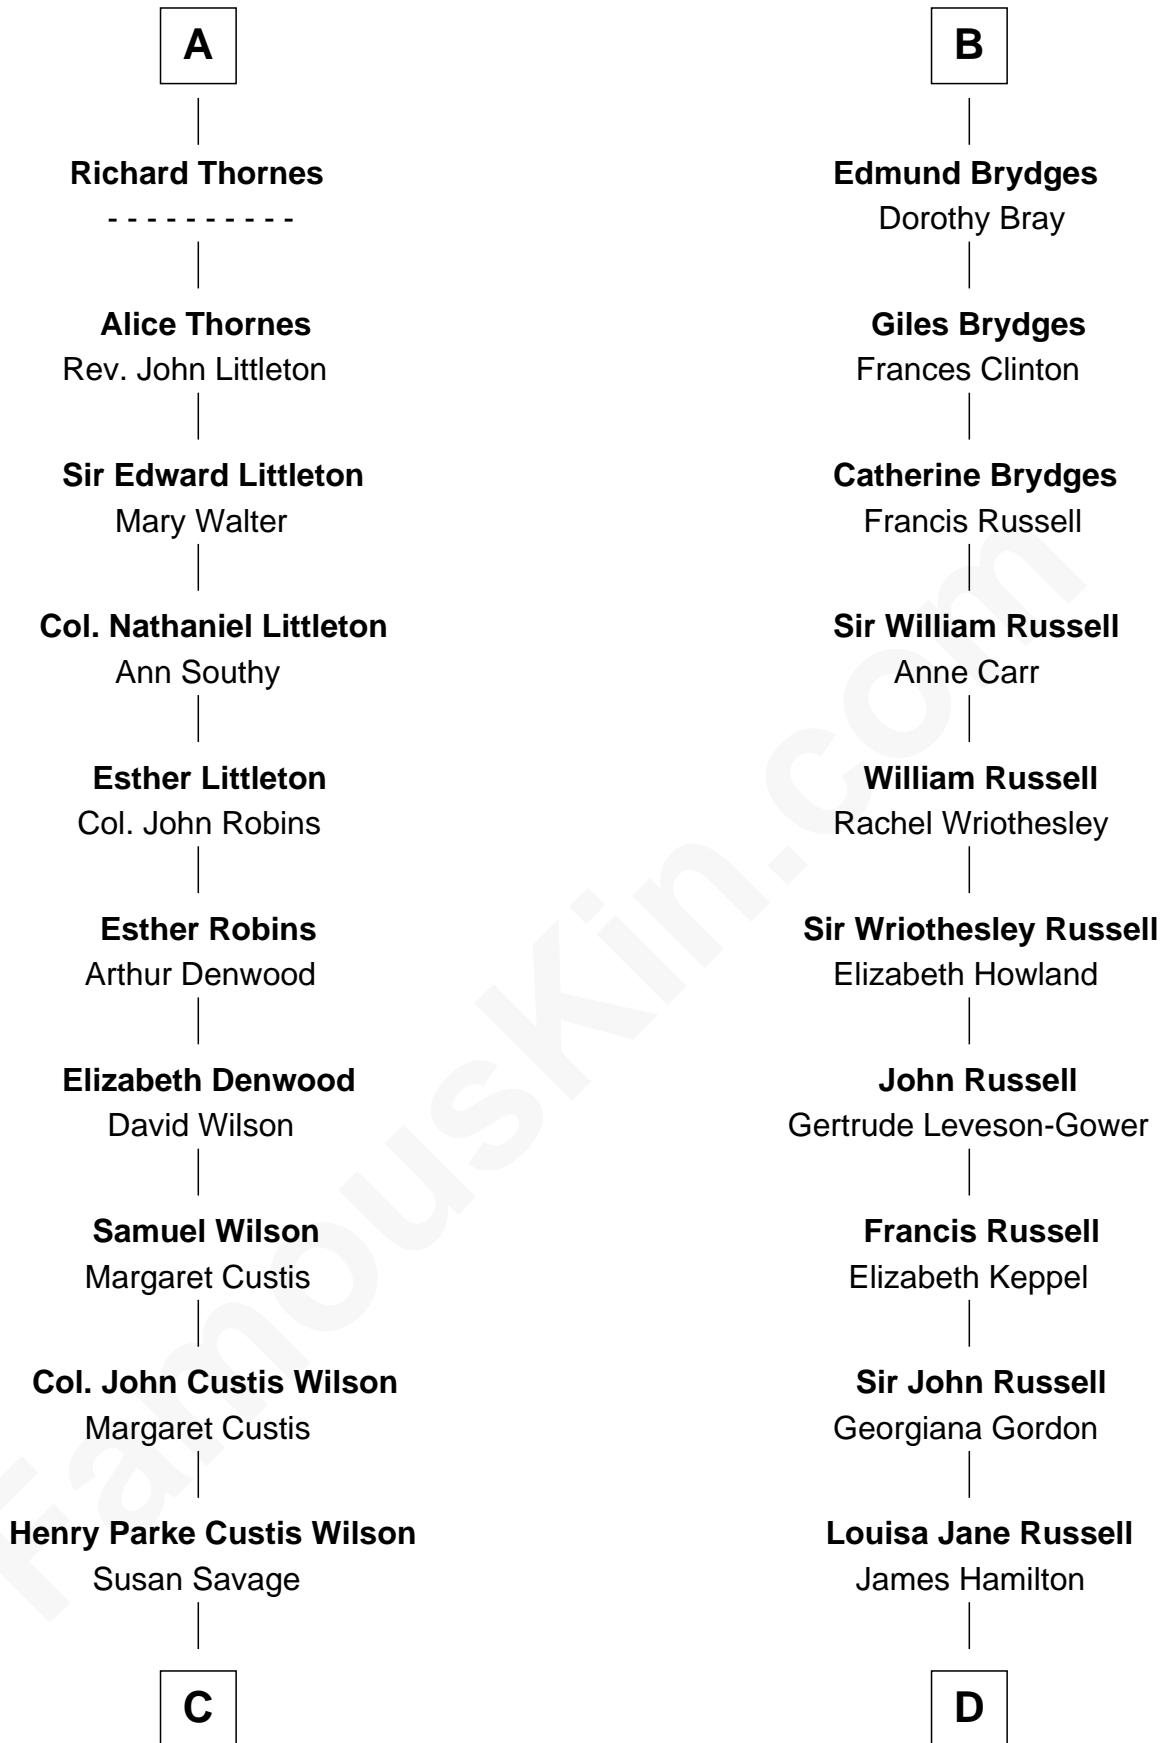 A
Richard Thornes
- - - - - - - - - -
Alice Thornes
Rev. John Littleton
Sir Edward Littleton
Mary Walter
Col. Nathaniel Littleton
Ann Southy
Esther Littleton
Col. John Robins
Esther Robins
Arthur Denwood
Elizabeth Denwood
David Wilson
Samuel Wilson
Margaret Custis
Col. John Custis Wilson
Margaret Custis
Henry Parke Custis Wilson
Susan Savage
C
B
Edmund Brydges
Dorothy Bray
Giles Brydges
Frances Clinton
Catherine Brydges
Francis Russell
Sir William Russell
Anne Carr
William Russell
Rachel Wriothesley
Sir Wriothesley Russell
Elizabeth Howland
John Russell
Gertrude Leveson-Gower
Francis Russell
Elizabeth Keppel
Sir John Russell
Georgiana Gordon
Louisa Jane Russell
James Hamilton
D
FamousKin.com